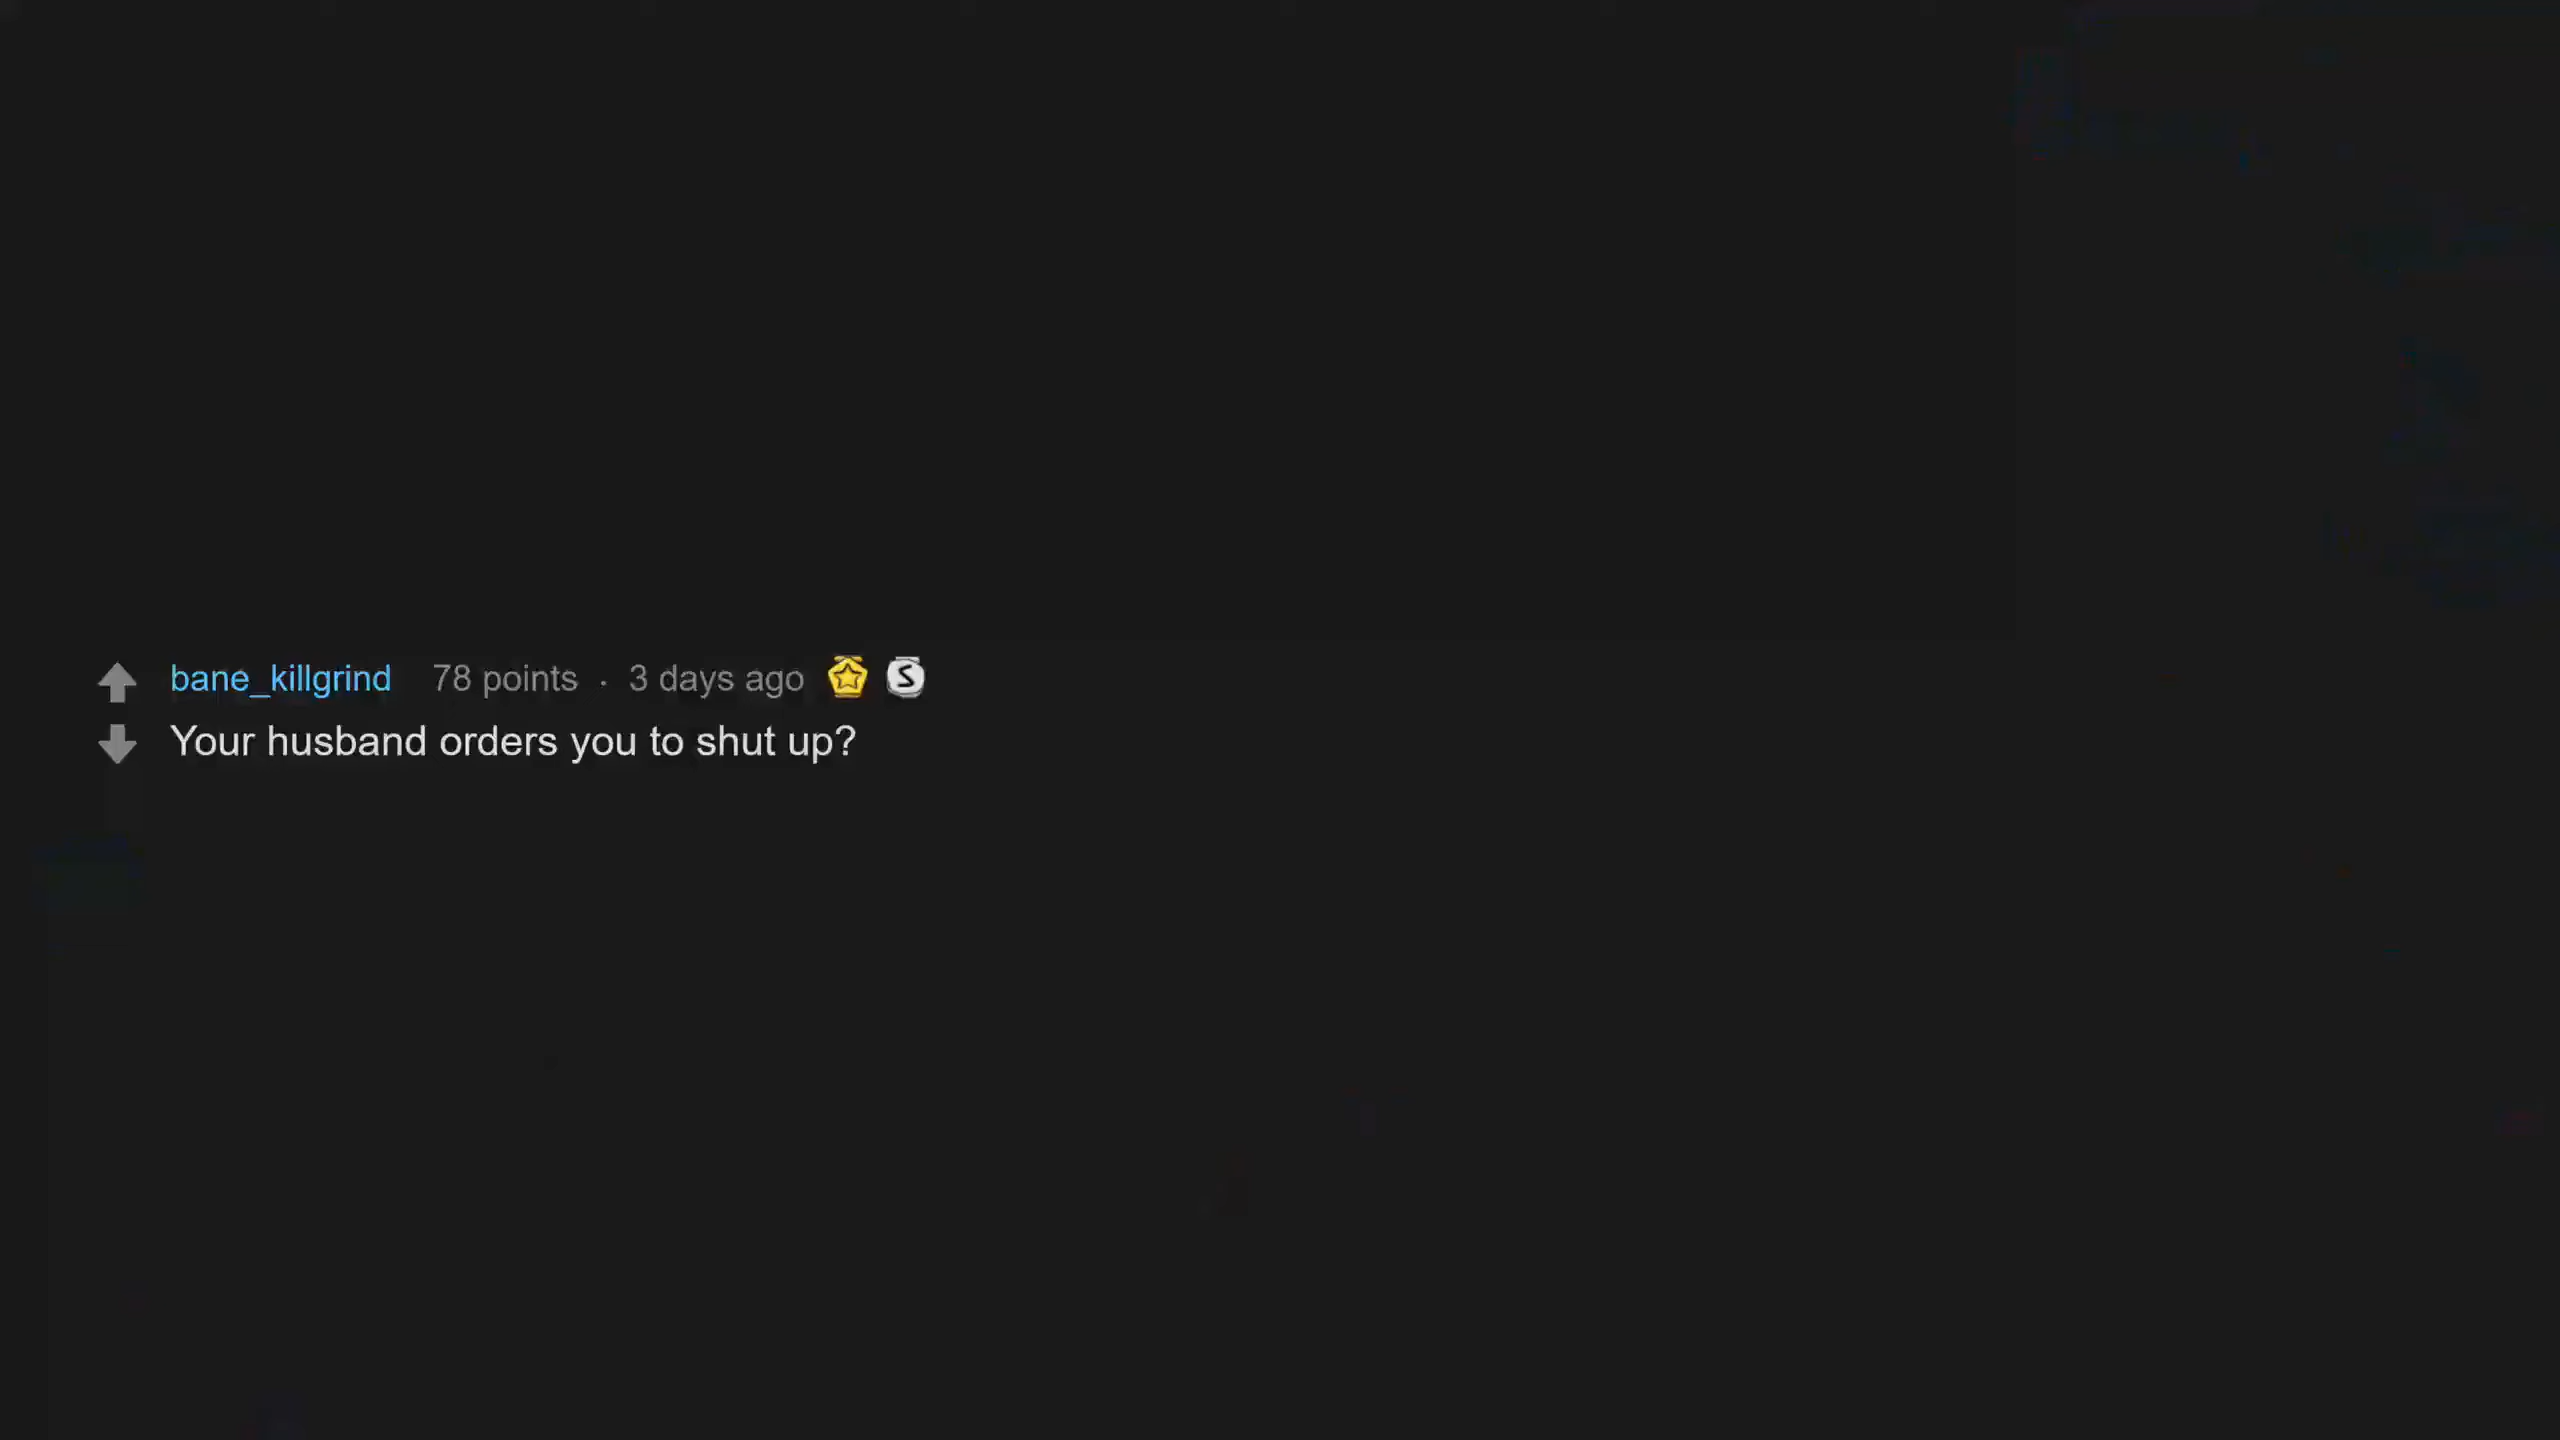 bane_killgrind 78 points · 3 days ago S
Your husband orders you to shut up?